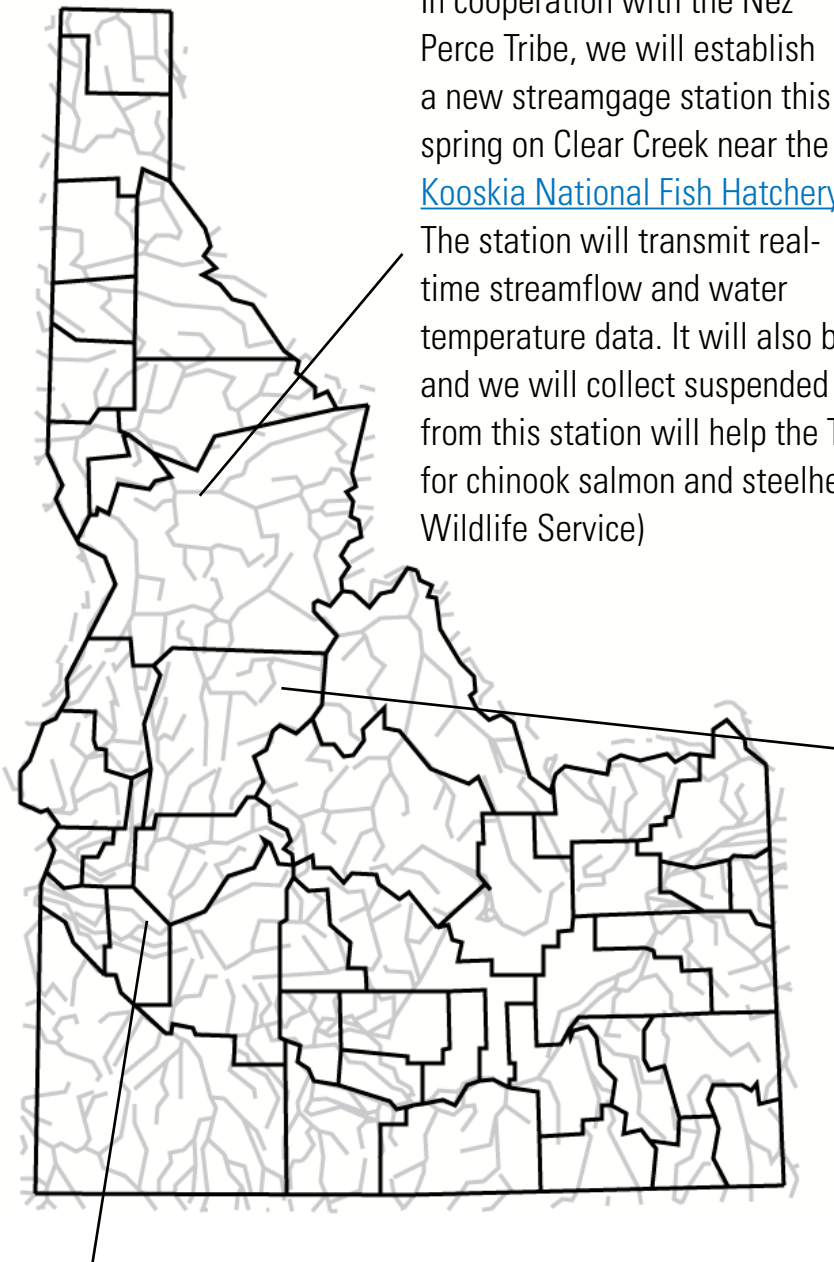 In cooperation with the Nez
Perce Tribe, we will establish
a new streamgage station this
spring on Clear Creek near the
Kooskia National Fish Hatchery
The station will transmit real-
time streamflow and water
temperature data. It will also b
and we will collect suspended
from this station will help the T
for chinook salmon and steelhe
Wildlife Service)